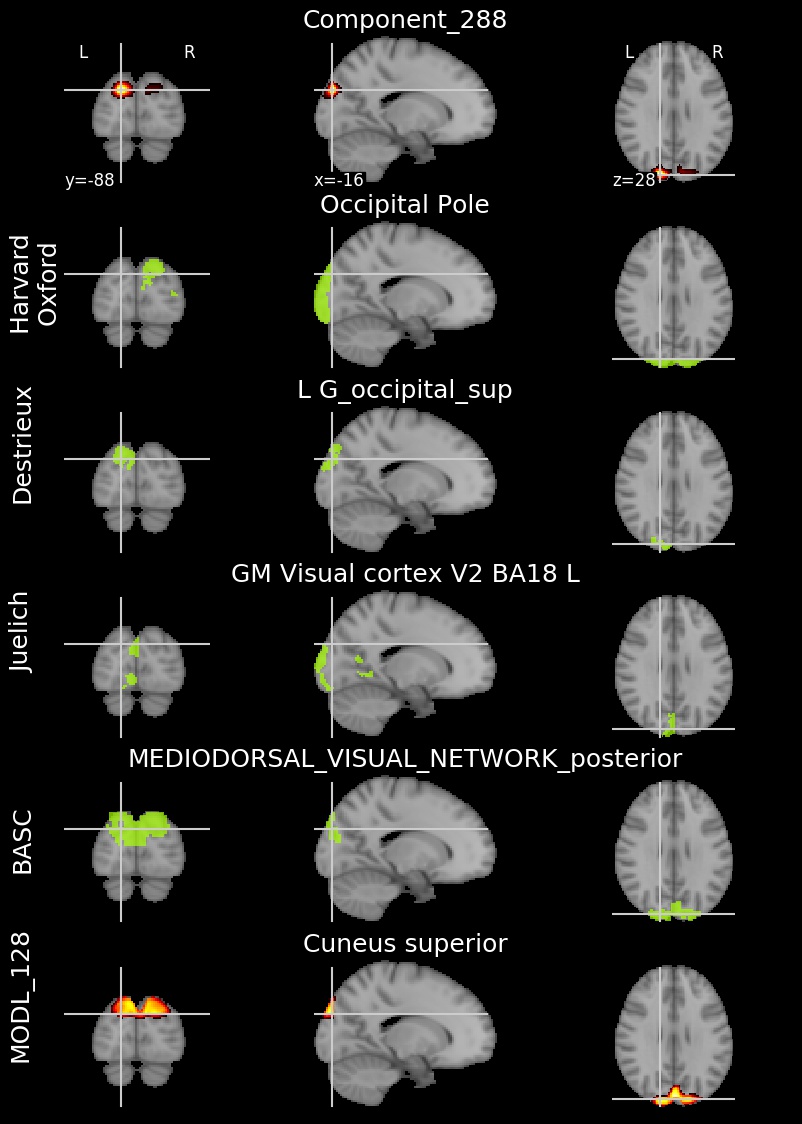 Component_288
L R L R
y=-88 x=-16 z=28
Occipital Pole
Harvard
Oxford
L G_occipital_sup
Destrieux
GM Visual cortex V2 BA18 L
Juelich
MEDIODORSAL_VISUAL_NETWORK_posterior
BASC
Cuneus superior
MODL_128